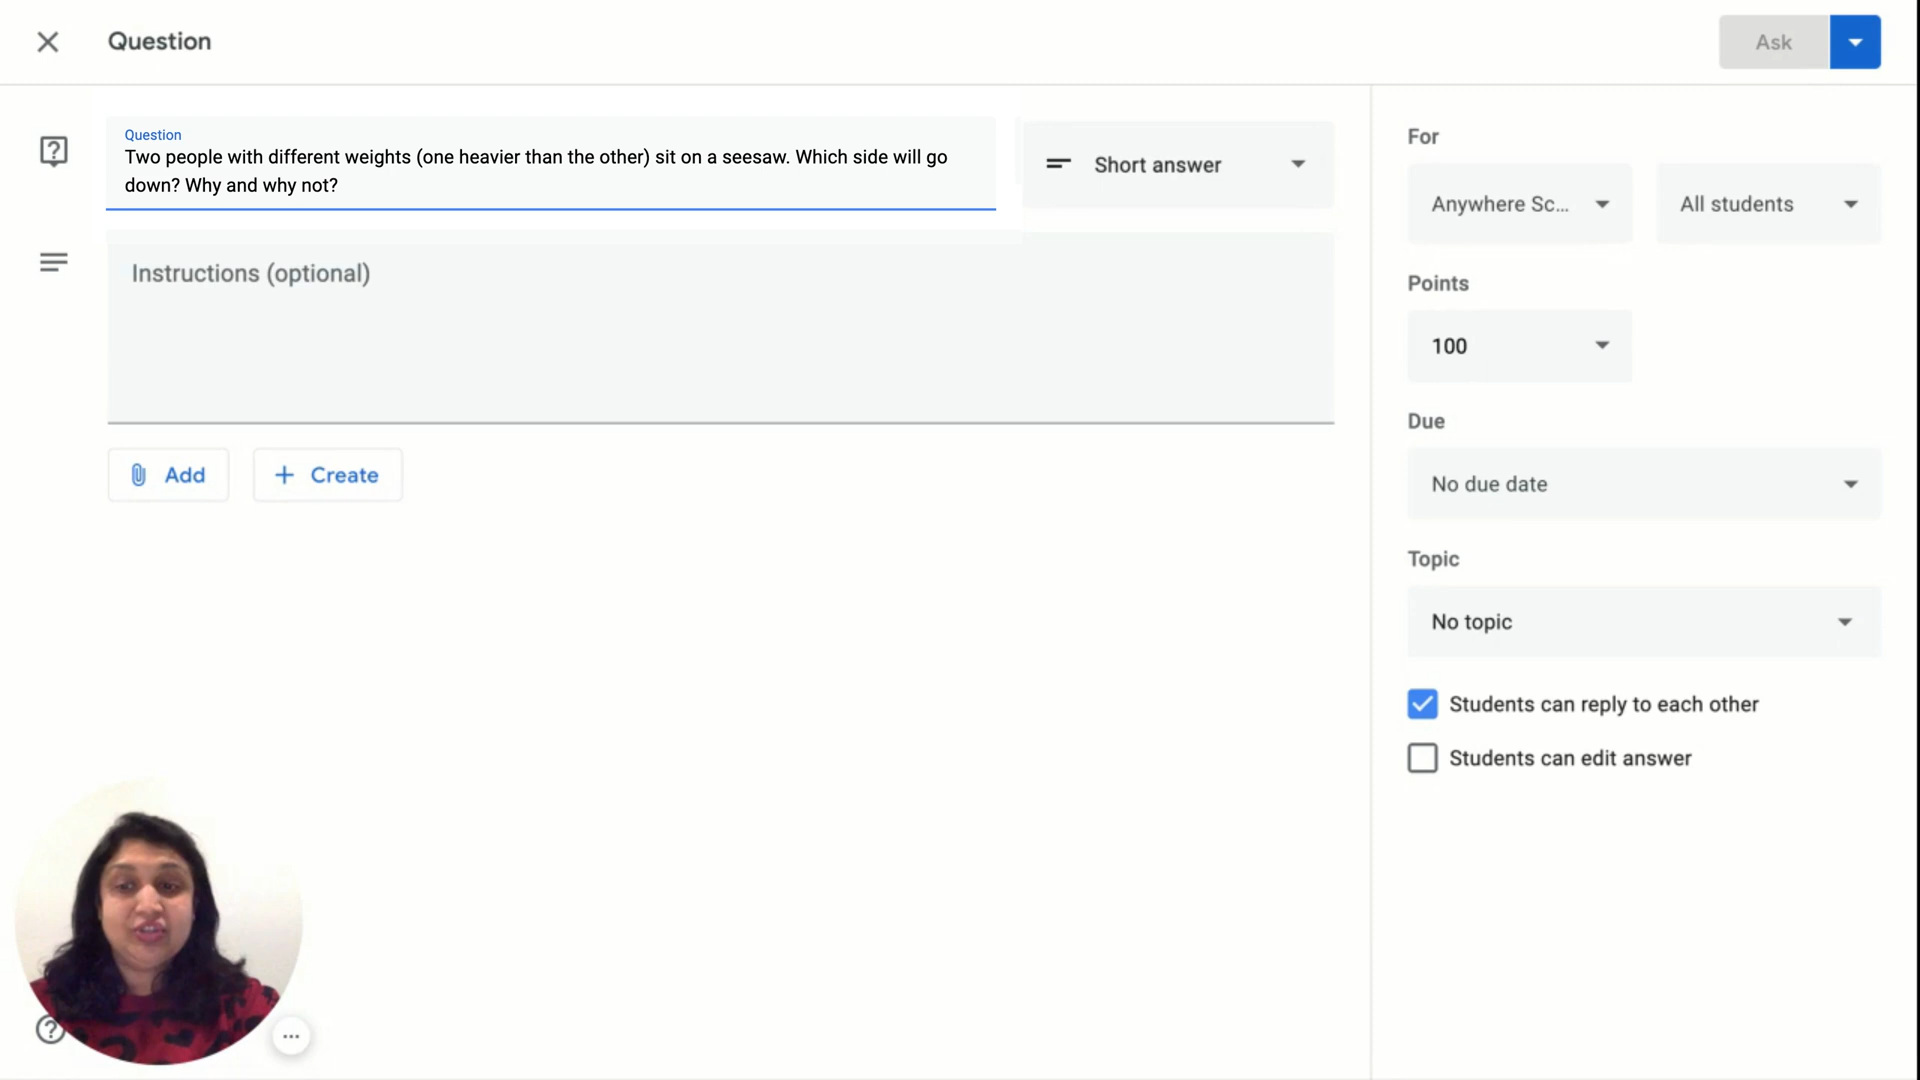 Question
Ask
Question
Two people with different weights (one heavier than the other) sit on a seesaw. Which side will go
down? Why and why not?
Short answer
Instructions (optional)
Add
Create
For
Anywhere Sc...
All students
Points
100
Due
No due date
Topic
No topic
Students can reply to each other
Students can edit answer